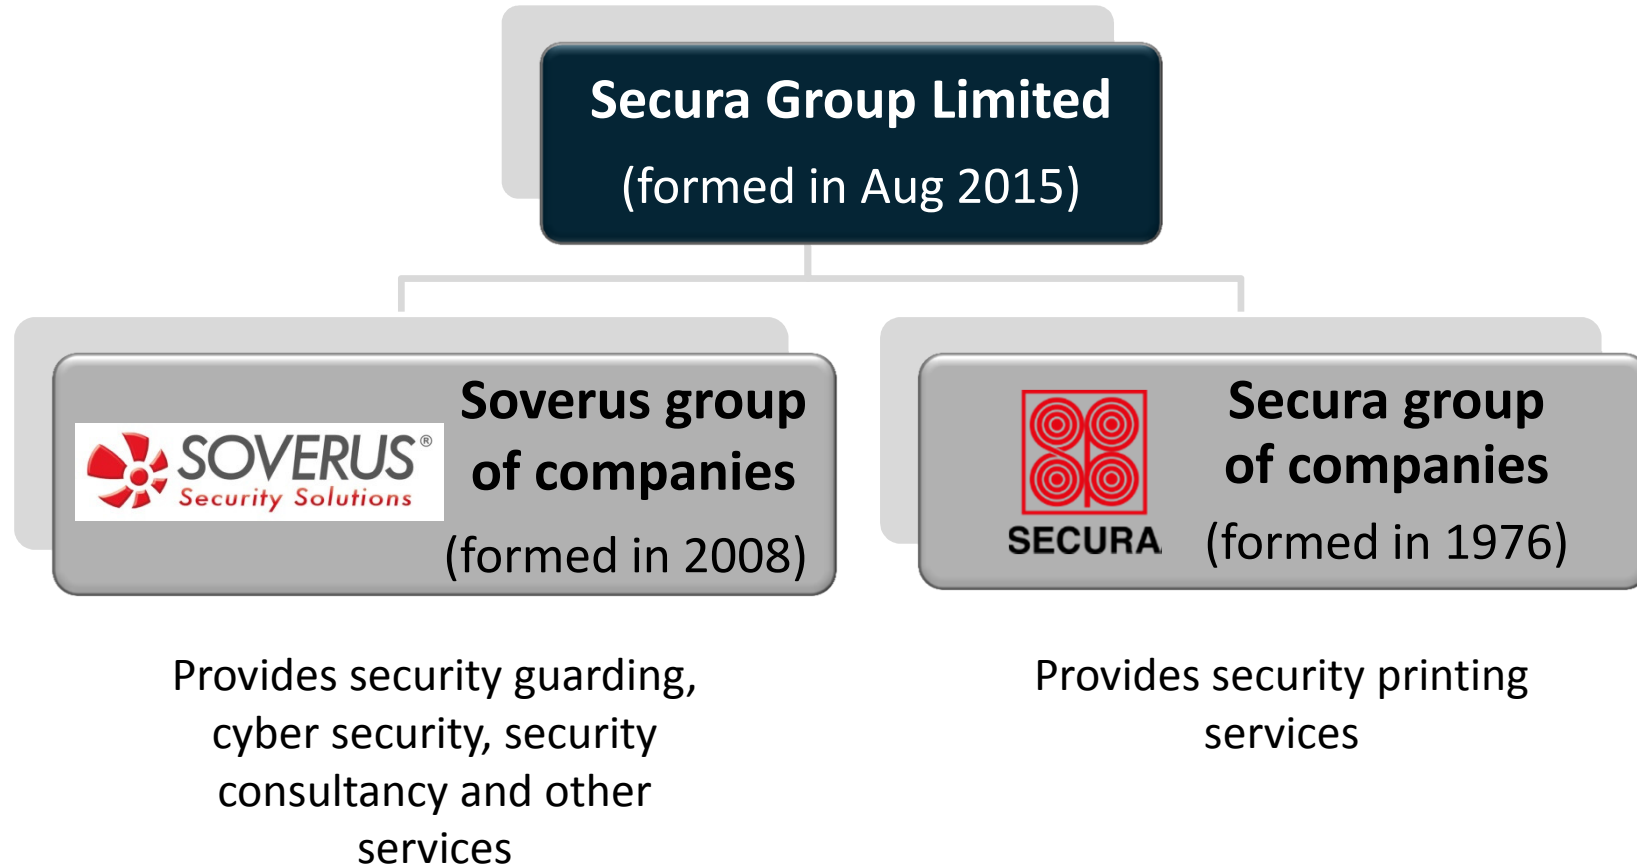 Secura Group Limited
(formed in Aug 2015)
SOVERUS®
Security Solutions
Soverus group
of companies
(formed in 2008)
SECURA
Secura group
of companies
(formed in 1976)
Provides security guarding,
cyber security, security
consultancy and other
services
Provides security printing
services